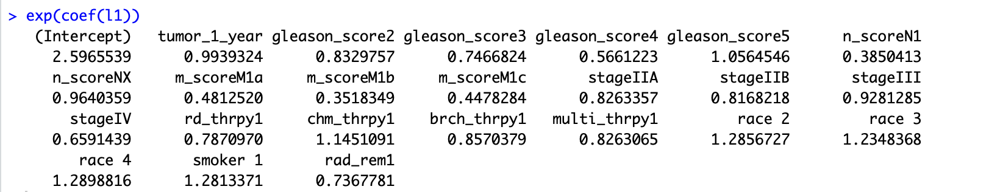 > exp(coef(l1))
(Intercept) tumor_1_year gleason_score2 gleason_score3 gleason_score4 gleason_score5 n_scoreN1
2.5965539 0.9939324 0.8329757 0.7466824 0.5661223 1.0564546 0.3850413
n_scoreNX m_scoreM1a m_scoreM1b m_scoreM1c stageIIA stageIIB stageIII
0.9640359 0.4812520 0.3518349 0.4478284 0.8263357 0.8168218 0.9281285
stageIV rd_thrpy1 chm_thrpy1 brch_thrpy1 multi_thrpy1 race 2 race 3
0.6591439 0.7870970 1.1451091 0.8570379 0.8263065 1.2856727 1.2348368
race 4 smoker 1 rad_rem1
1.2898816 1.2813371 0.7367781